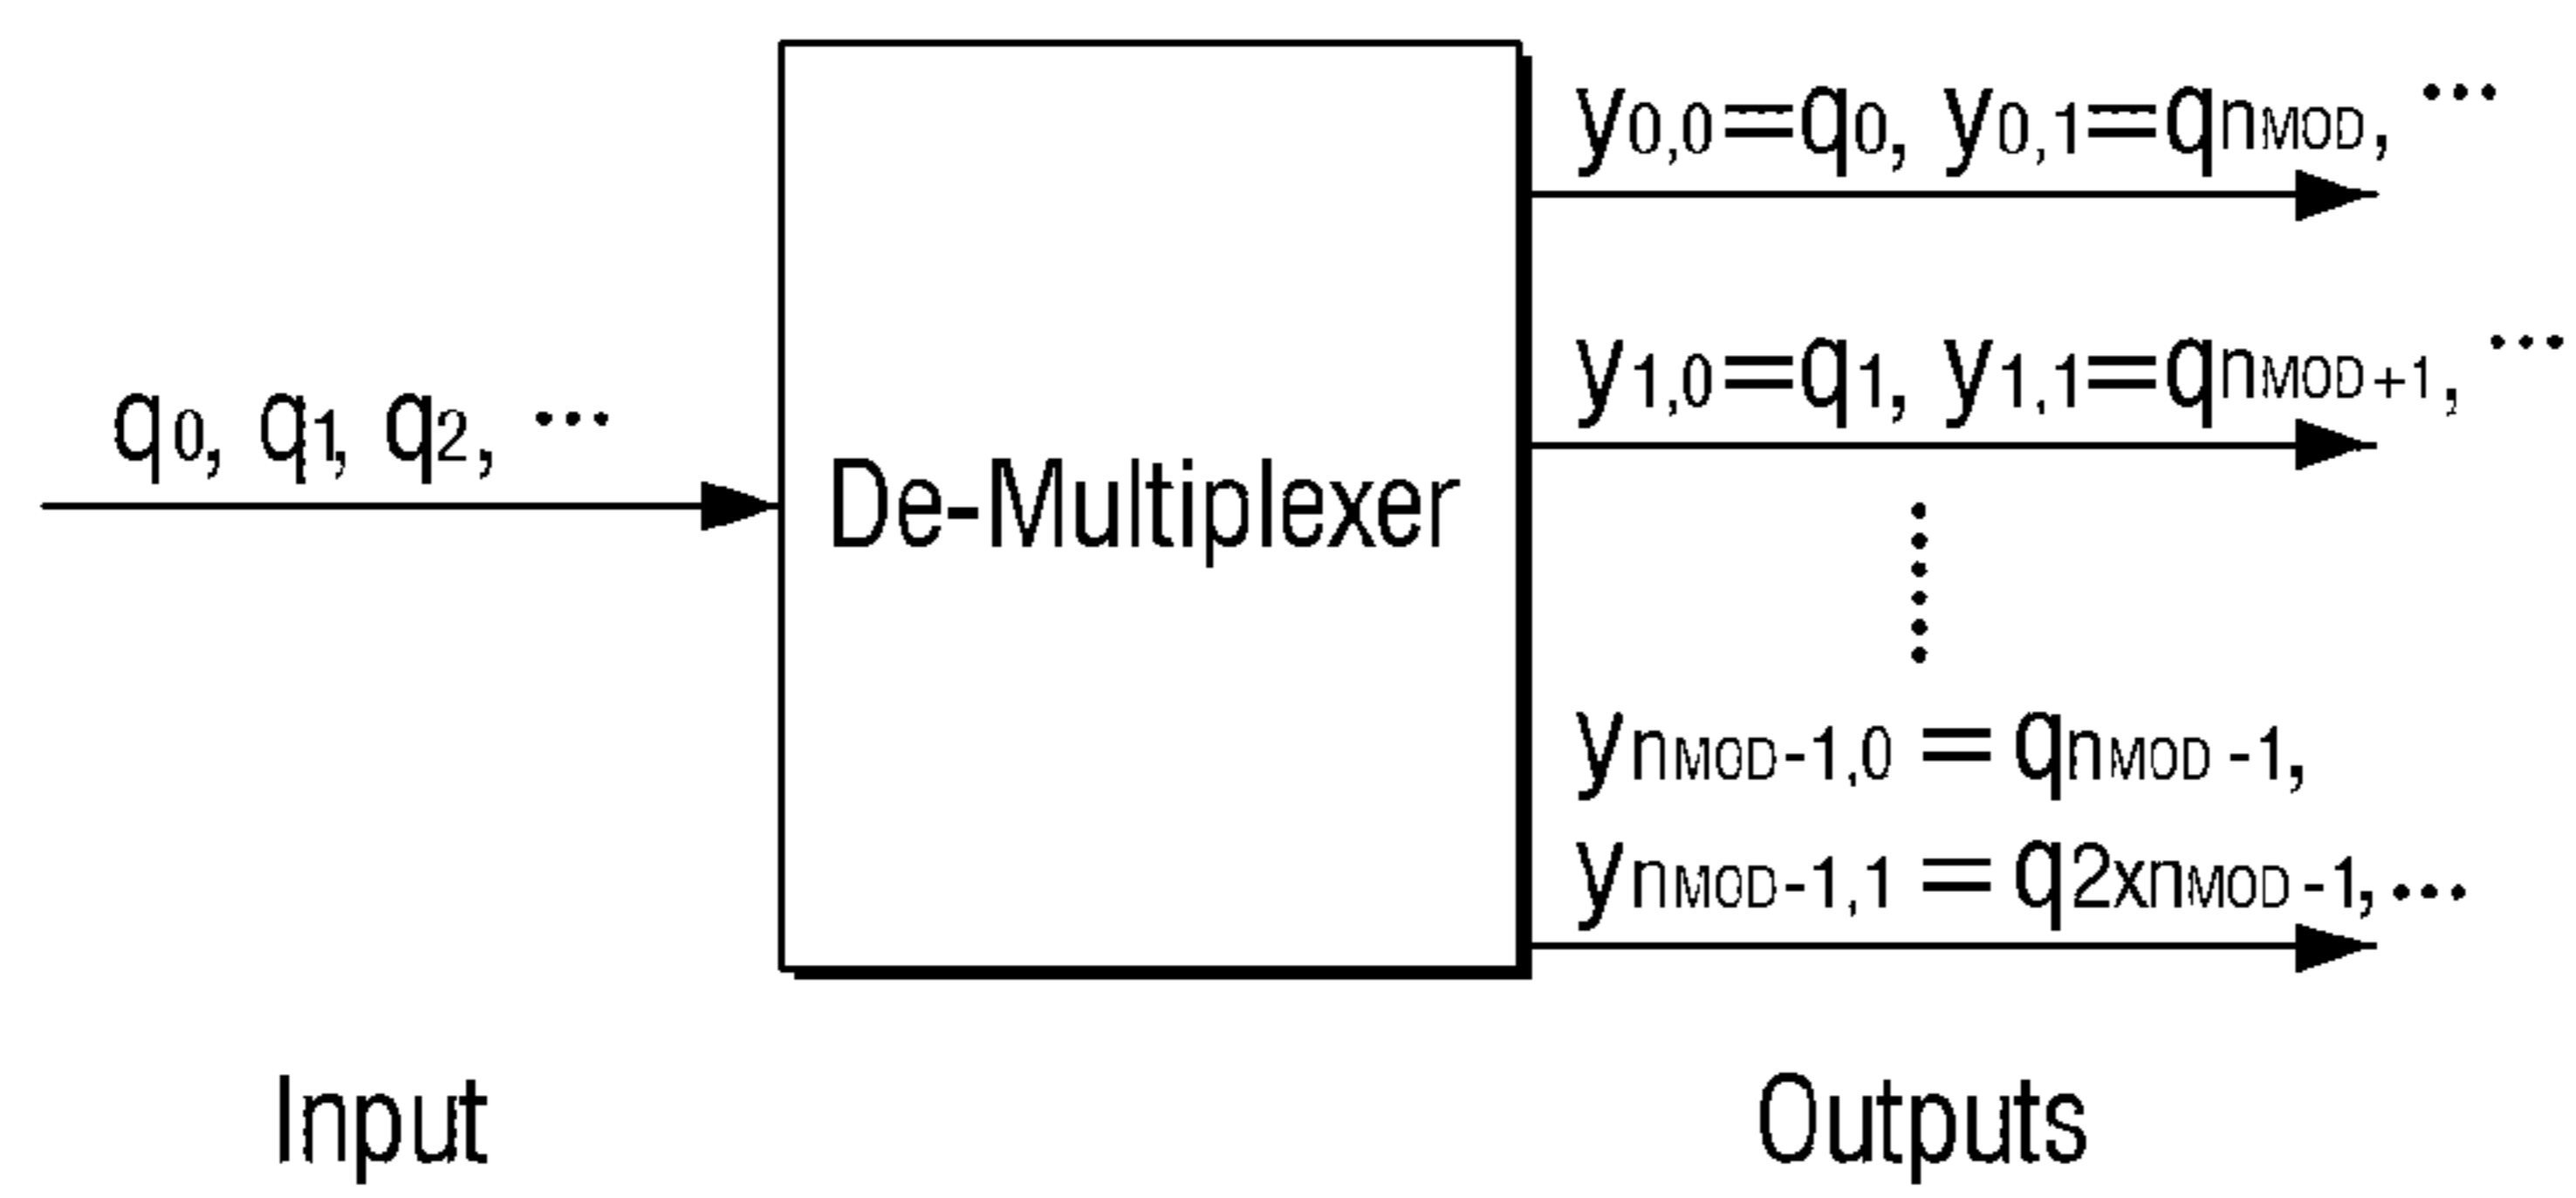 y0,0=q0, y0,1=qnMOD, ...
y1,0=q1, y1,1=qnMOD+1, ...
q0, q1, q2, ...
De-Multiplexer
ynMOD-1,0 = qnMOD-1,
ynMOD-1,1 = q2xnMOD-1, ...
Input
Outputs